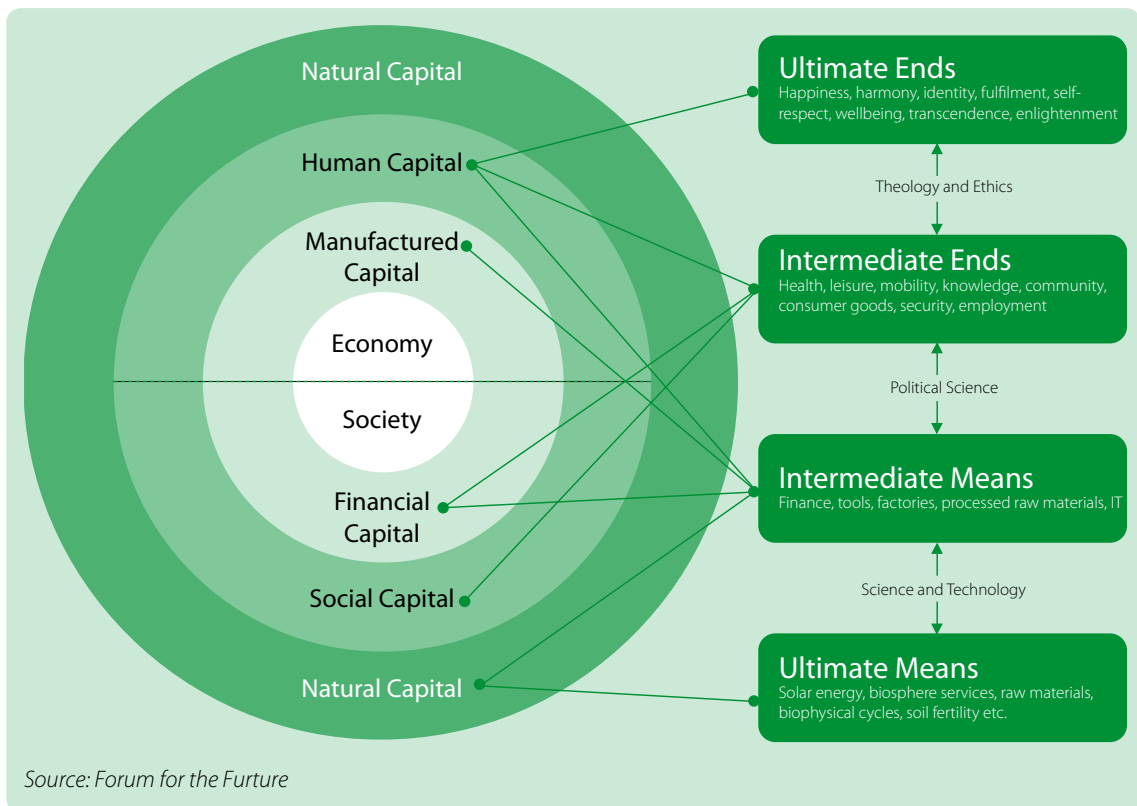 Natural Capital
Human Capital
Manufactured
Capital
Economy
Society
Financial
Capital
Social Capital
Natural Capital
Ultimate Ends
Happiness, harmony, identity, fulfilment, self-
respect, wellbeing, transcendence, enlightenment
Theology and Ethics
Intermediate Ends
Health, leisure, mobility, knowledge, community,
consumer goods, security, employment
Political Science
Intermediate Means
Finance, tools, factories, processed raw materials, IT
Science and Technology
Ultimate Means
Solar energy, biosphere services, raw materials,
biophysical cycles, soil fertility etc.
Source: Forum for the Furture